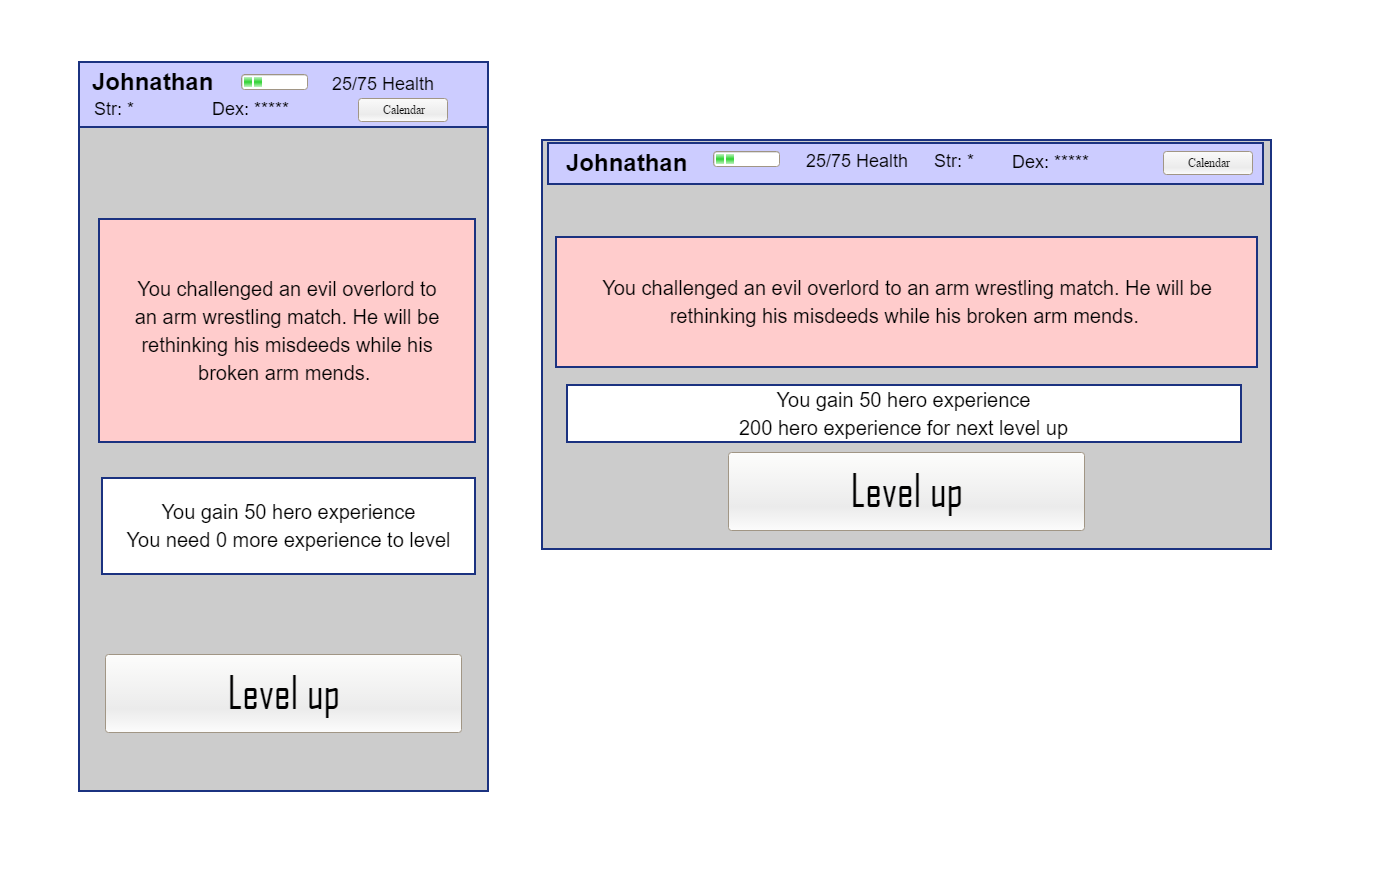 Johnathan
25/75 Health
Str: *
Dex: *****
Calendar
You challenged an evil overlord to
an arm wrestling match. He will be
rethinking his misdeeds while his
broken arm mends.
You gain 50 hero experience
You need 0 more experience to level
Level up
Johnathan
25/75 Health
Str: *
Dex: *****
Calendar
You challenged an evil overlord to an arm wrestling match. He will be
rethinking his misdeeds while his broken arm mends.
You gain 50 hero experience
200 hero experience for next level up
Level up